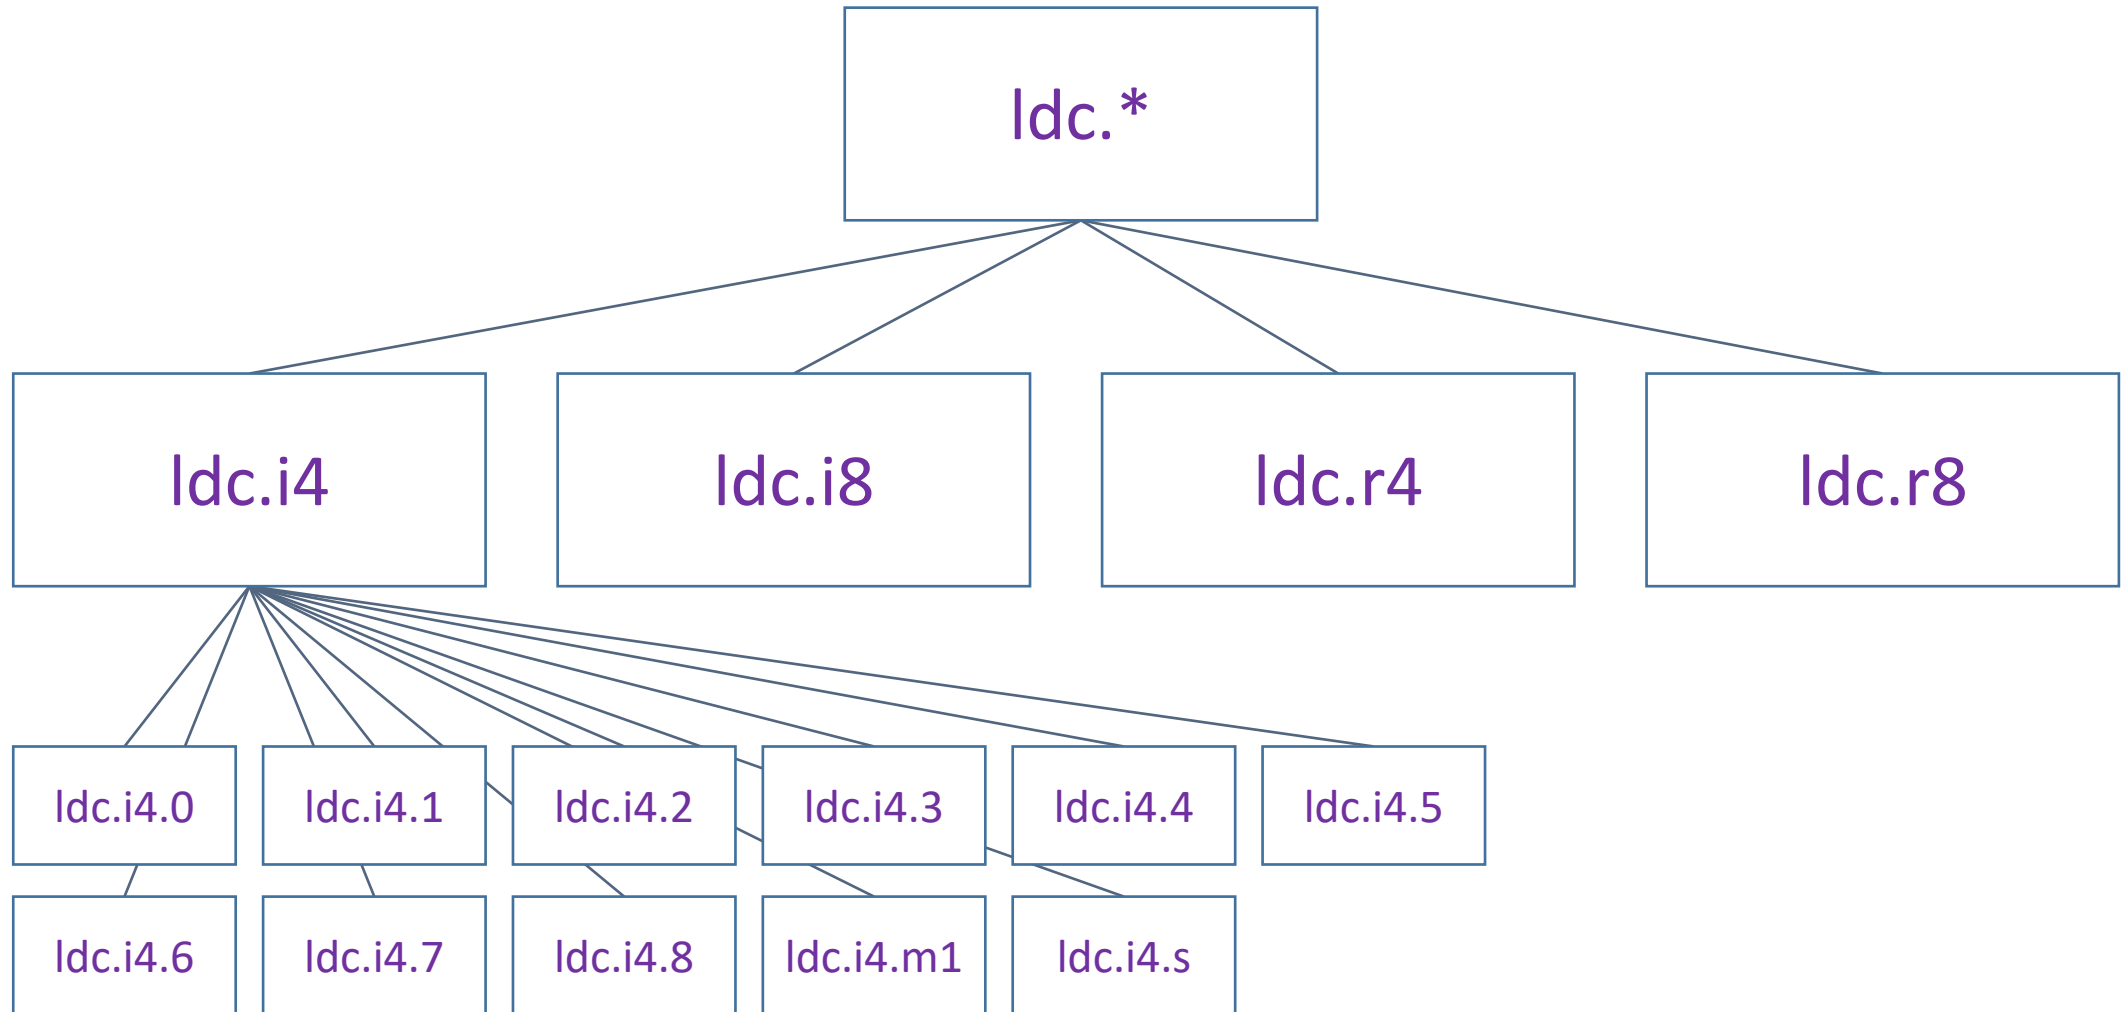 ldc.*
ldc.i4 ldc.i8 ldc.r4 ldc.r8
ldc.i4.0 ldc.i4.1 ldc.i4.2 ldc.i4.3 ldc.i4.4 ldc.i4.5
ldc.i4.6 ldc.i4.7 ldc.i4.8 ldc.i4.m1 ldc.i4.s